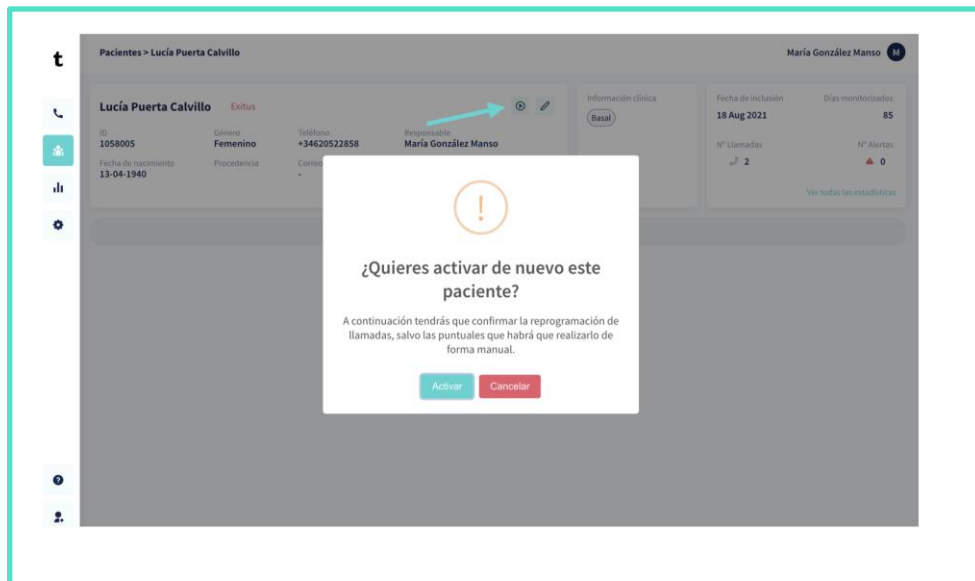 t
Pacientes > Lucía Puerta Calvillo
María González Manso M
Lucía Puerta Calvillo Exitus
ID Género Teléfono Responsable
1058005 Femenino +34620522858 María González Manso
Fecha de nacimiento Procedencia Correo
13-04-1940 -
Información clínica
Basal
Fecha de inclusión Días monitorizados
18 Aug 2021 85
Nº Llamadas Nº Alertas
2 0
Ver todas las estadísticas
!
¿Quieres activar de nuevo este
paciente?
A continuación tendrás que confirmar la reprogramación de
llamadas, salvo las puntuales que habrá que realizarlo de
forma manual.
Activar Cancelar
?